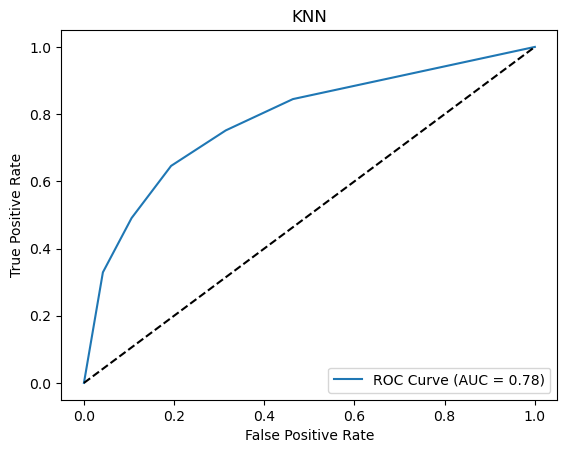 KNN
1.0
0.8
0.6
0.4
0.2
0.0
True Positive Rate
ROC Curve (AUC = 0.78)
0.0 0.2 0.4 0.6 0.8 1.0
False Positive Rate